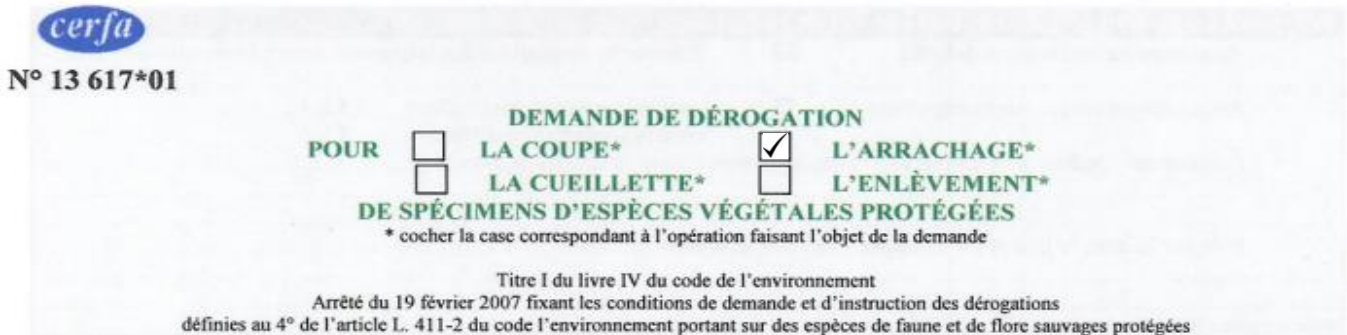 cerfa
N° 13 617*01
DEMANDE DE DÉROGATION
POUR LA COUPE* ✓ L'ARRACHAGE*
LA CUEILLETTE* L'ENLÈVEMENT*
DE SPÉCIMENS D'ESPÈCES VÉGÉTALES PROTÉGÉES
* cocher la case correspondant à l'opération faisant l'objet de la demande
Titre I du livre IV du code de l'environnement
Arrêté du 19 février 2007 fixant les conditions de demande et d'instruction des dérogations
définies au 4° de l'article L. 411-2 du code l'environnement portant sur des espèces de faune et de flore sauvages protégées